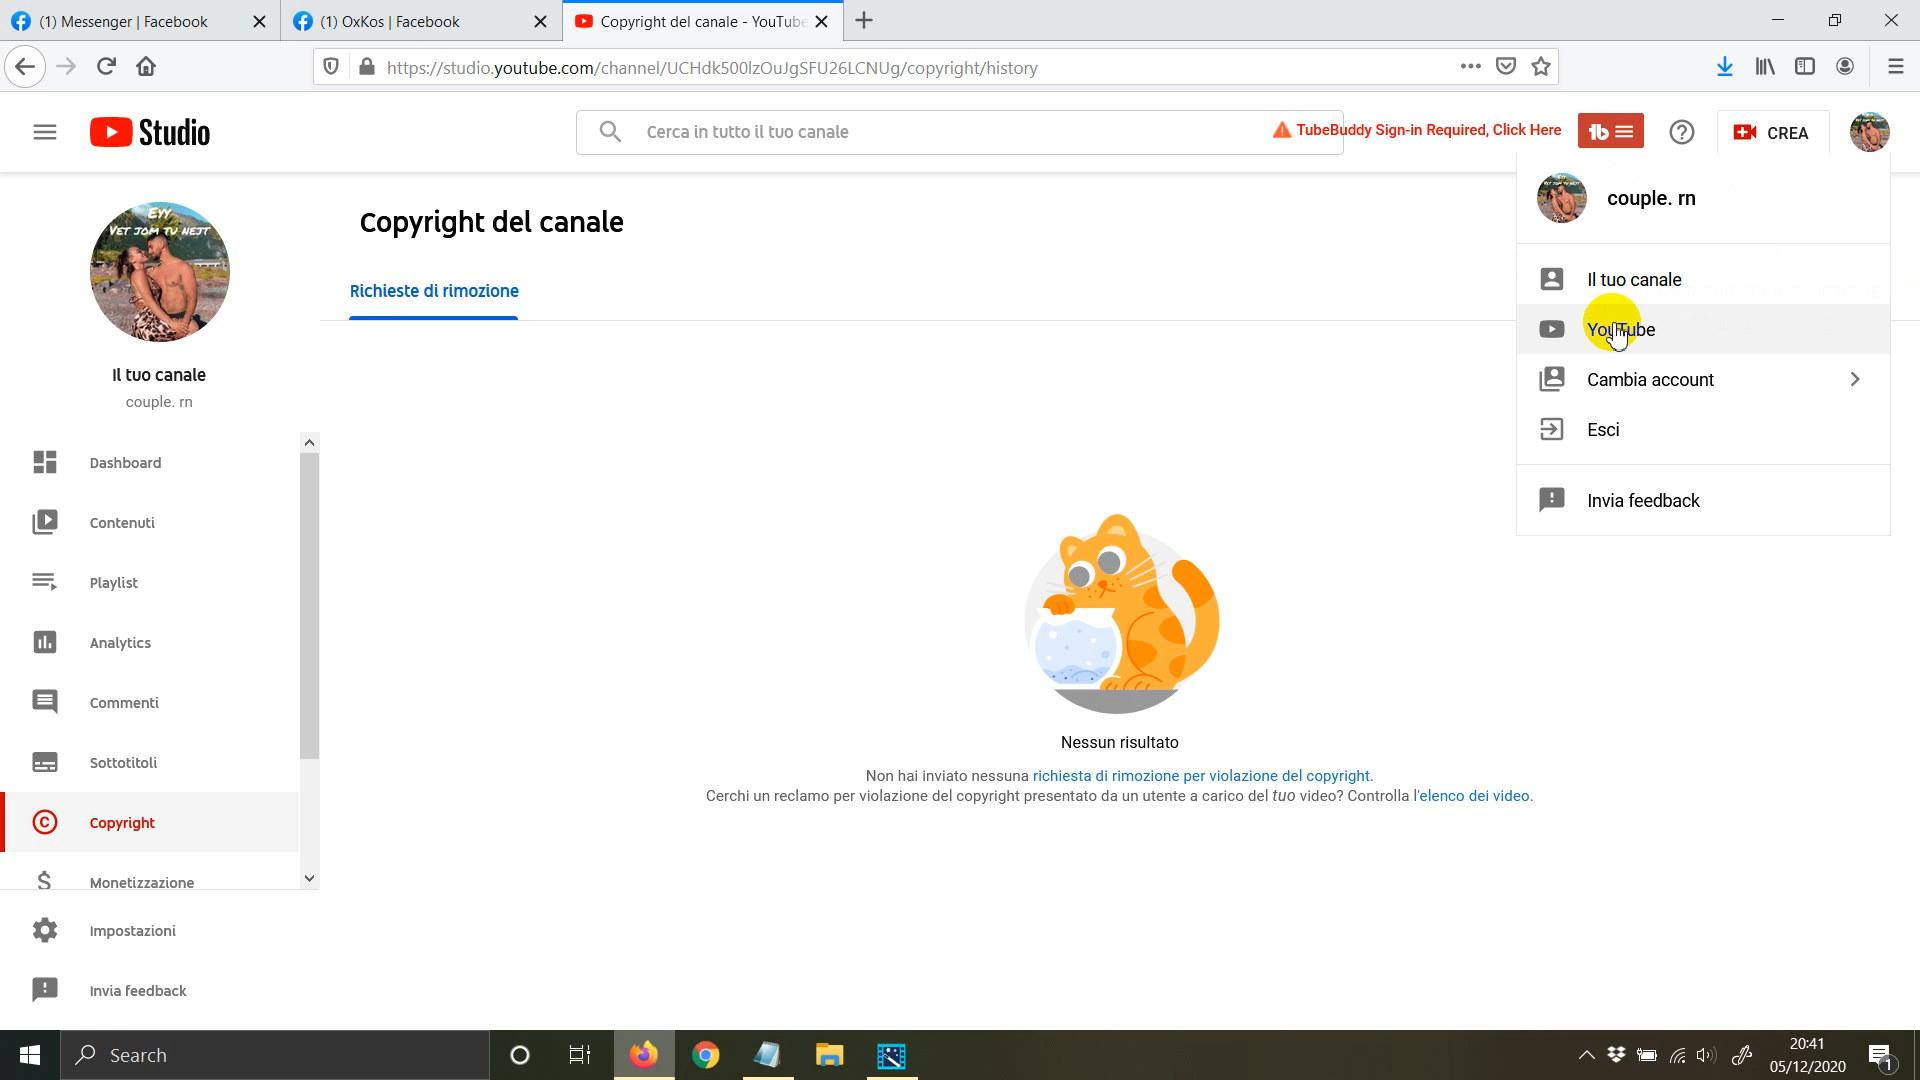 (1) Messenger | Facebook
(1) OxKos | Facebook
Copyright del canale - YouTube
https://studio.youtube.com/channel/UCHdk500lzOuJgSFU26LCNUg/copyright/history
Studio
Cerca in tutto il tuo canale
TubeBuddy Sign-in Required, Click Here
tb
CREA
couple. rn
Il tuo canale
YouTube
Cambia account
Esci
Invia feedback
Eyy
Vet jom tu nejt
Il tuo canale
couple. rn
Dashboard
Contenuti
Playlist
Analytics
Commenti
Sottotitoli
Copyright
Monetizzazione
Impostazioni
Invia feedback
Copyright del canale
Richieste di rimozione
Nessun risultato
Non hai inviato nessuna richiesta di rimozione per violazione del copyright.
Cerchi un reclamo per violazione del copyright presentato da un utente a carico del tuo video? Controlla l'elenco dei video.
Search
20:41
05/12/2020
1